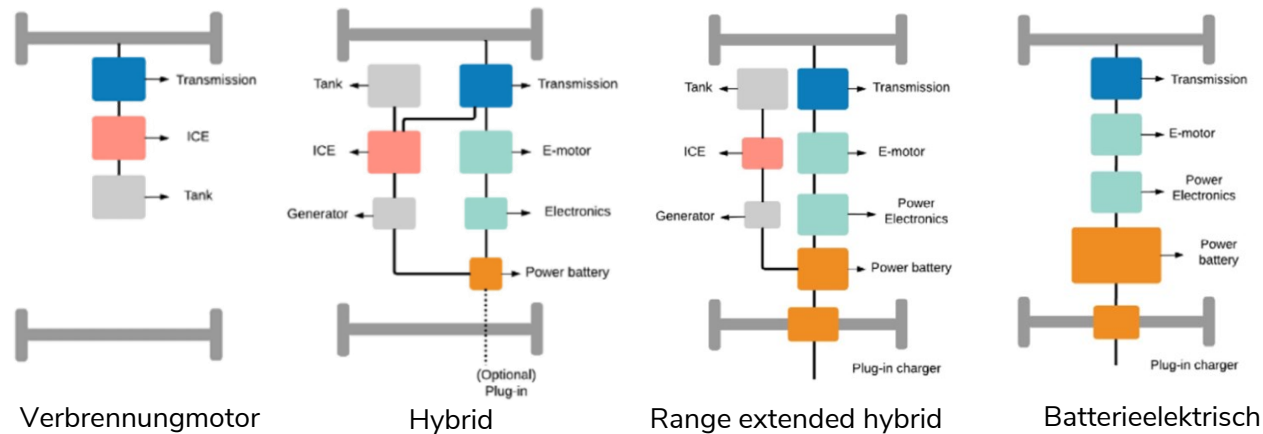 Transmission
ICE
Tank
Verbrennungmotor
Tank
Transmission
ICE
E-motor
Generator
Electronics
Power battery
(Optional)
Plug-in
Hybrid
Tank
Transmission
ICE
E-motor
Generator
Power
Electronics
Power battery
Plug-in charger
Range extended hybrid
Transmission
E-motor
Power
Electronics
Power
battery
Plug-in charger
Batterieelektrisch